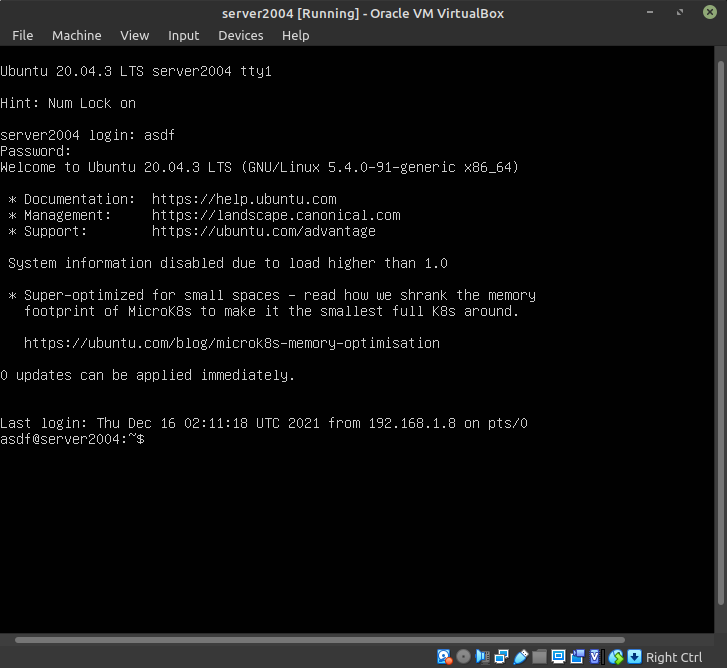 server2004 [Running] - Oracle VM VirtualBox
File Machine View Input Devices Help
Ubuntu 20.04.3 LTS server2004 tty1
Hint: Num Lock on
server2004 login: asdf
Password:
Welcome to Ubuntu 20.04.3 LTS (GNU/Linux 5.4.0-91-generic x86_64)
* Documentation: https://help.ubuntu.com
* Management: https://landscape.canonical.com
* Support: https://ubuntu.com/advantage
System information disabled due to load higher than 1.0
* Super-optimized for small spaces - read how we shrank the memory
footprint of MicroK8s to make it the smallest full K8s around.
https://ubuntu.com/blog/microk8s-memory-optimisation
0 updates can be applied immediately.
Last login: Thu Dec 16 02:11:18 UTC 2021 from 192.168.1.8 on pts/0
asdf@server2004:~$
Right Ctrl